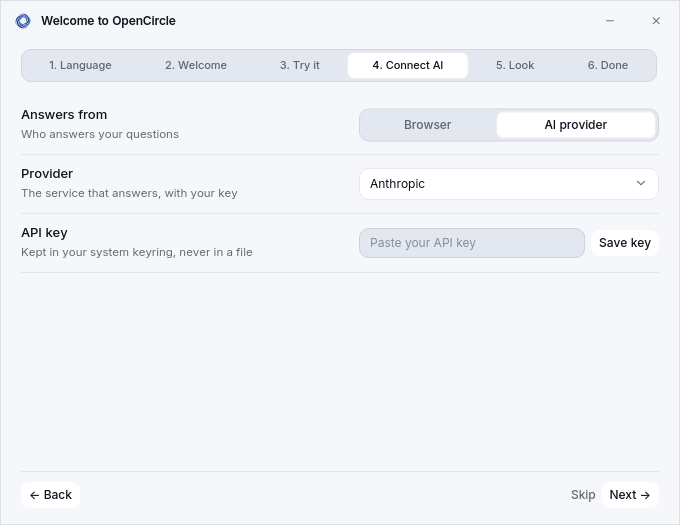 Welcome to OpenCircle
1. Language 2. Welcome 3. Try it 4. Connect AI 5. Look 6. Done
Answers from
Who answers your questions
Browser AI provider
Provider
The service that answers, with your key
Anthropic
API key
Kept in your system keyring, never in a file
Paste your API key Save key
← Back Skip Next →